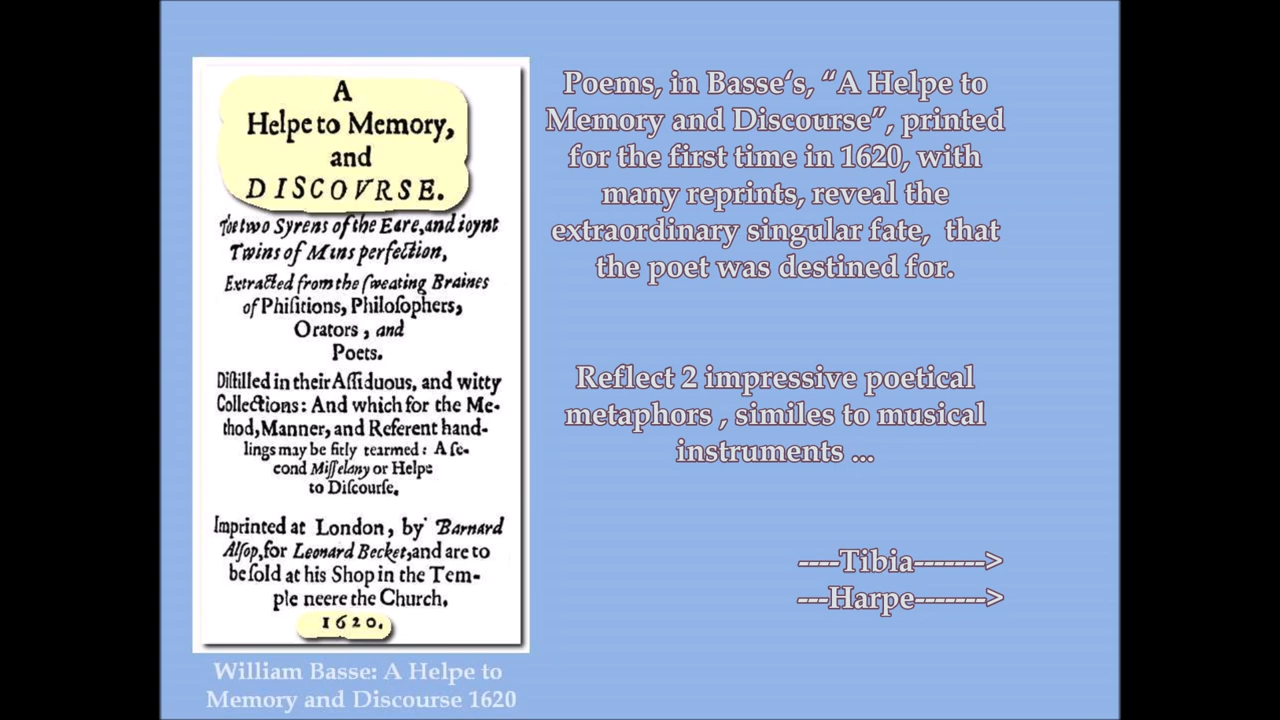 A
Helpe to Memory,
and
DISCOVRSE.
The two Syrens of the Eare, and ioynt
Twins of Mans perfection,
Extracted from the ſweating Braines
of Phiſitions, Philoſophers,
Orators, and
Poets.
Diſtilled in their Aſſiduous, and witty
Collections: And which for the Me-
thod, Manner, and Referent hand-
lings may be fitly tearmed: A ſe-
cond Miſſelany or Helpe
to Diſcourſe.
Imprinted at London, by Barnard
Alſop, for Leonard Becket, and are to
be ſold at his Shop in the Tem-
ple neere the Church,
1620.
William Basse: A Helpe to
Memory and Discourse 1620
Poems, in Basse‘s, “A Helpe to
Memory and Discourse”, printed
for the first time in 1620, with
many reprints, reveal the
extraordinary singular fate, that
the poet was destined for.
Reflect 2 impressive poetical
metaphors , similes to musical
instruments ...
----Tibia------->
---Harpe------->